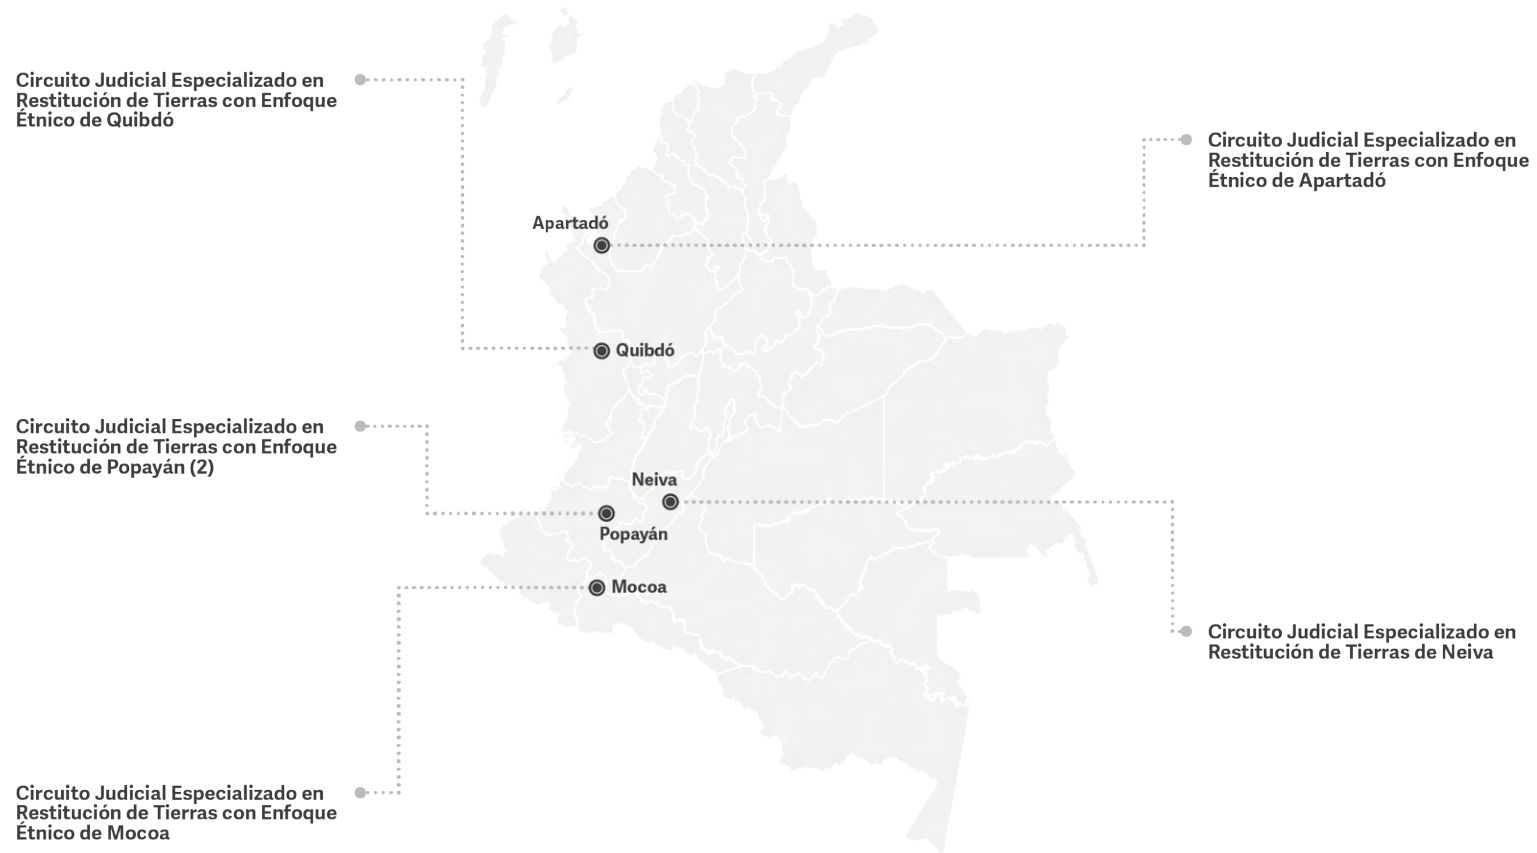 Circuito Judicial Especializado en
Restitución de Tierras con Enfoque
Étnico de Quibdó
Circuito Judicial Especializado en
Restitución de Tierras con Enfoque
Étnico de Apartadó
Apartadó
Quibdó
Circuito Judicial Especializado en
Restitución de Tierras con Enfoque
Étnico de Popayán (2)
Neiva
Popayán
Mocoa
Circuito Judicial Especializado en
Restitución de Tierras de Neiva
Circuito Judicial Especializado en
Restitución de Tierras con Enfoque
Étnico de Mocoa